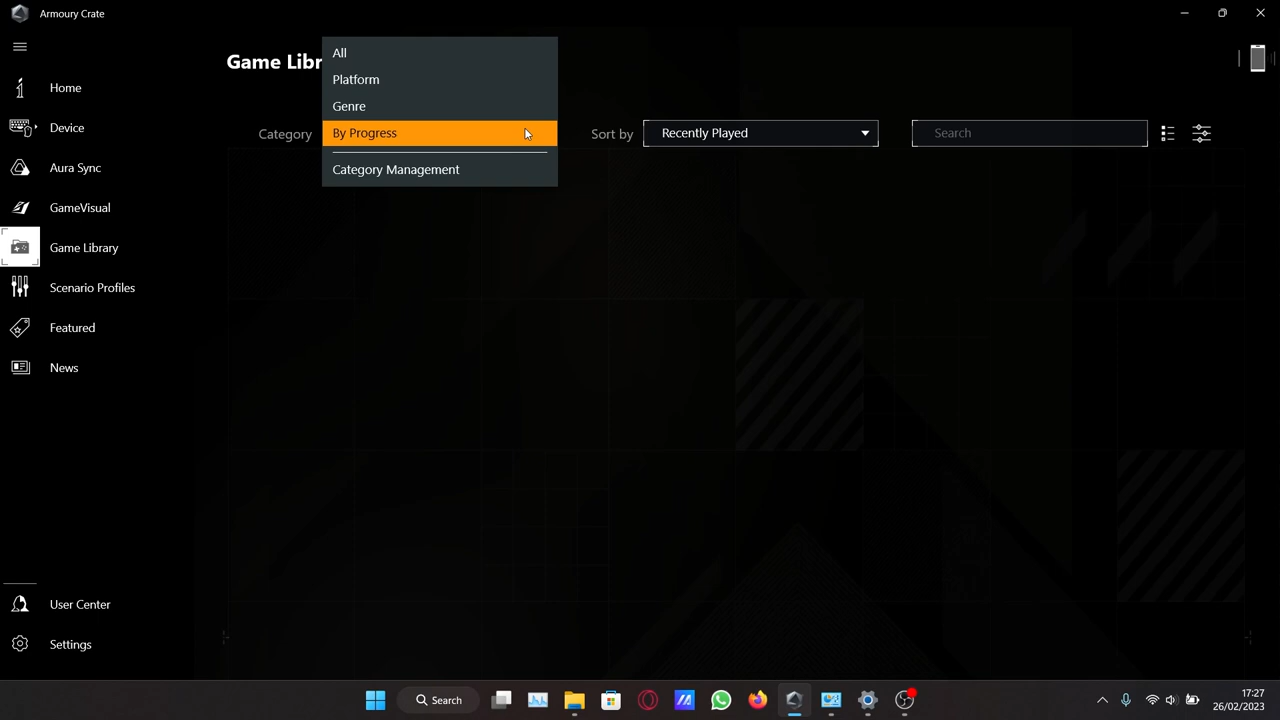 Armoury Crate
Home
Device
Aura Sync
GameVisual
Game Library
Scenario Profiles
Featured
News
User Center
Settings
Game Libr
Category
All
Platform
Genre
By Progress
Category Management
Sort by
Recently Played
Search
Search
17:27
26/02/2023